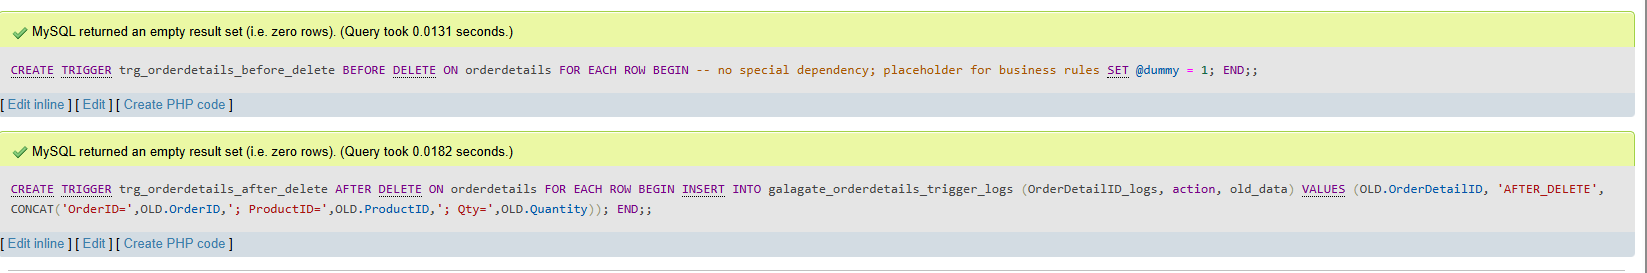 MySQL returned an empty result set (i.e. zero rows). (Query took 0.0131 seconds.)
CREATE TRIGGER trg_orderdetails_before_delete BEFORE DELETE ON orderdetails FOR EACH ROW BEGIN -- no special dependency; placeholder for business rules SET @dummy = 1; END;;
[ Edit inline ] [ Edit ] [ Create PHP code ]
MySQL returned an empty result set (i.e. zero rows). (Query took 0.0182 seconds.)
CREATE TRIGGER trg_orderdetails_after_delete AFTER DELETE ON orderdetails FOR EACH ROW BEGIN INSERT INTO galagate_orderdetails_trigger_logs (OrderDetailID_logs, action, old_data) VALUES (OLD.OrderDetailID, 'AFTER_DELETE',
CONCAT('OrderID=',OLD.OrderID,'; ProductID=',OLD.ProductID,'; Qty=',OLD.Quantity)); END;;
[ Edit inline ] [ Edit ] [ Create PHP code ]